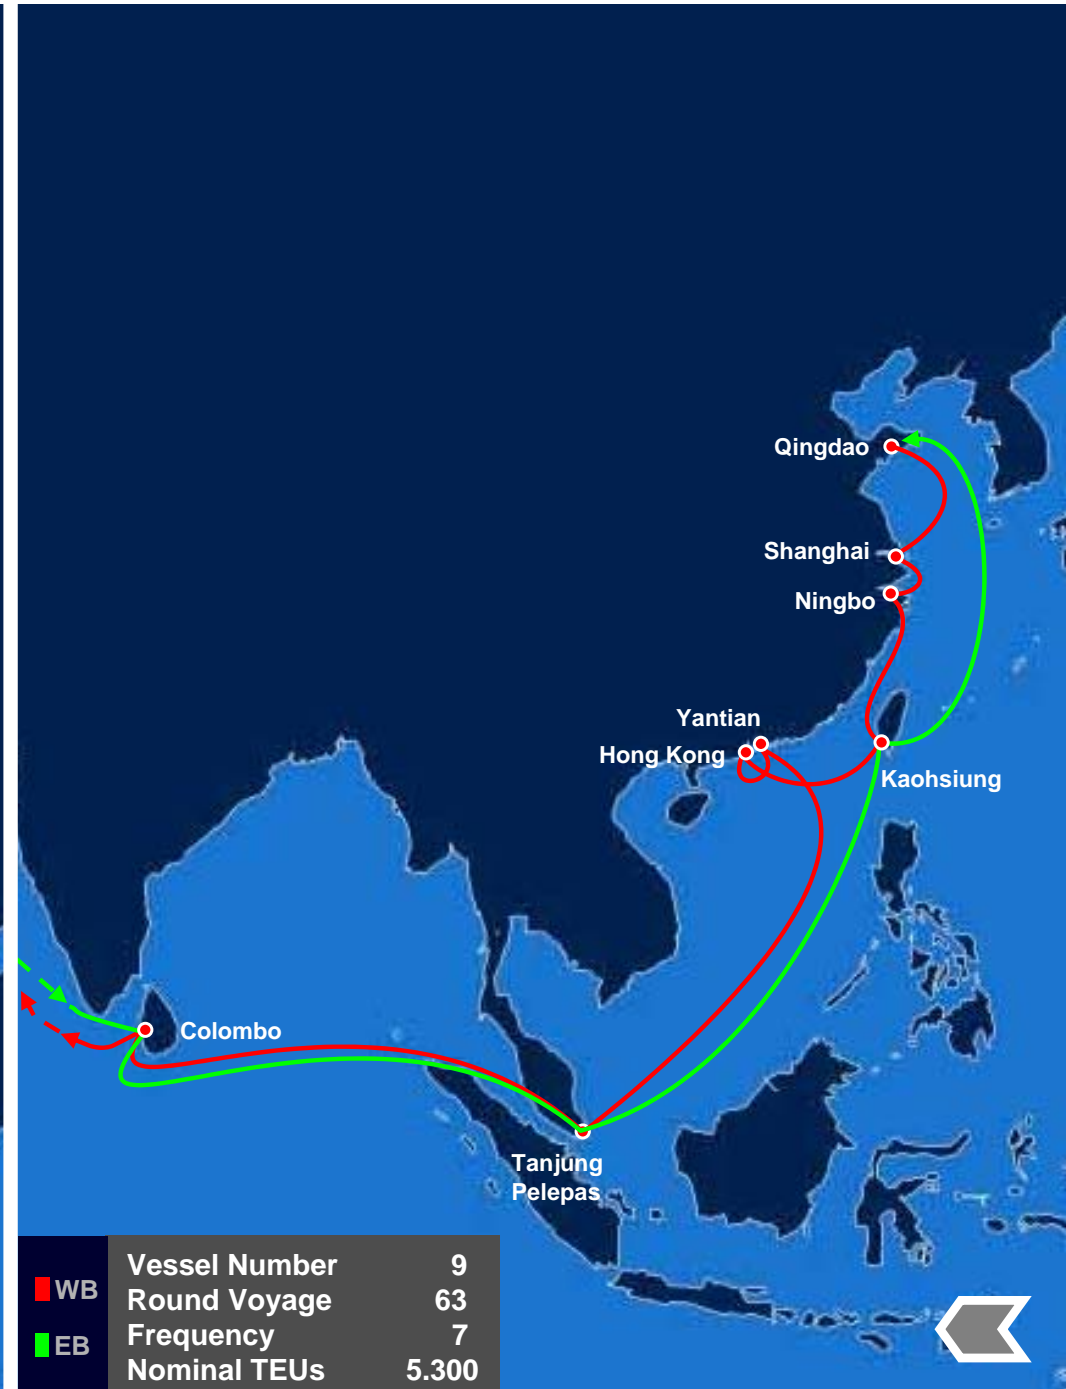 Qingdao
Shanghai
Ningbo
Yantian
Hong Kong
Kaohsiung
Colombo
Tanjung
Pelepas
WB
EB
Vessel Number 9
Round Voyage 63
Frequency 7
Nominal TEUs 5.300